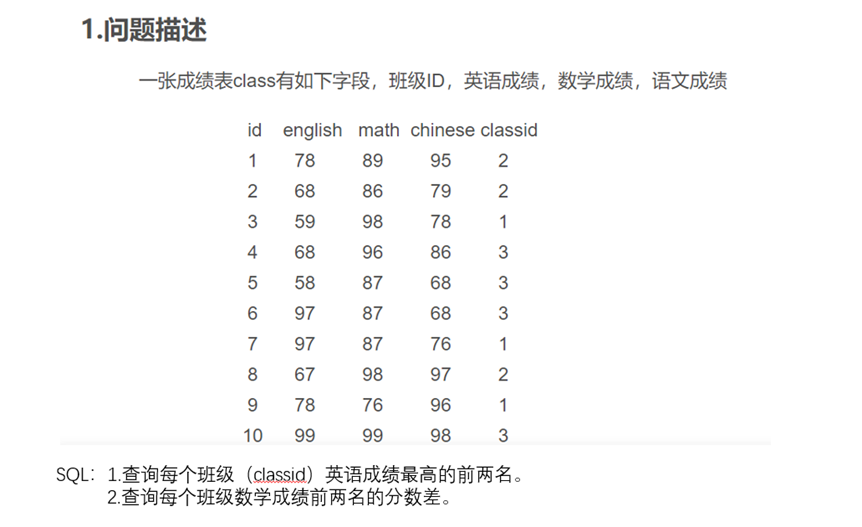 1.问题描述
一张成绩表class有如下字段，班级ID，英语成绩，数学成绩，语文成绩
id english math chinese classid
1 78 89 95 2
2 68 86 79 2
3 59 98 78 1
4 68 96 86 3
5 58 87 68 3
6 97 87 68 3
7 97 87 76 1
8 67 98 97 2
9 78 76 96 1
10 99 99 98 3
SQL：1.查询每个班级（classid）英语成绩最高的前两名。
2.查询每个班级数学成绩前两名的分数差。